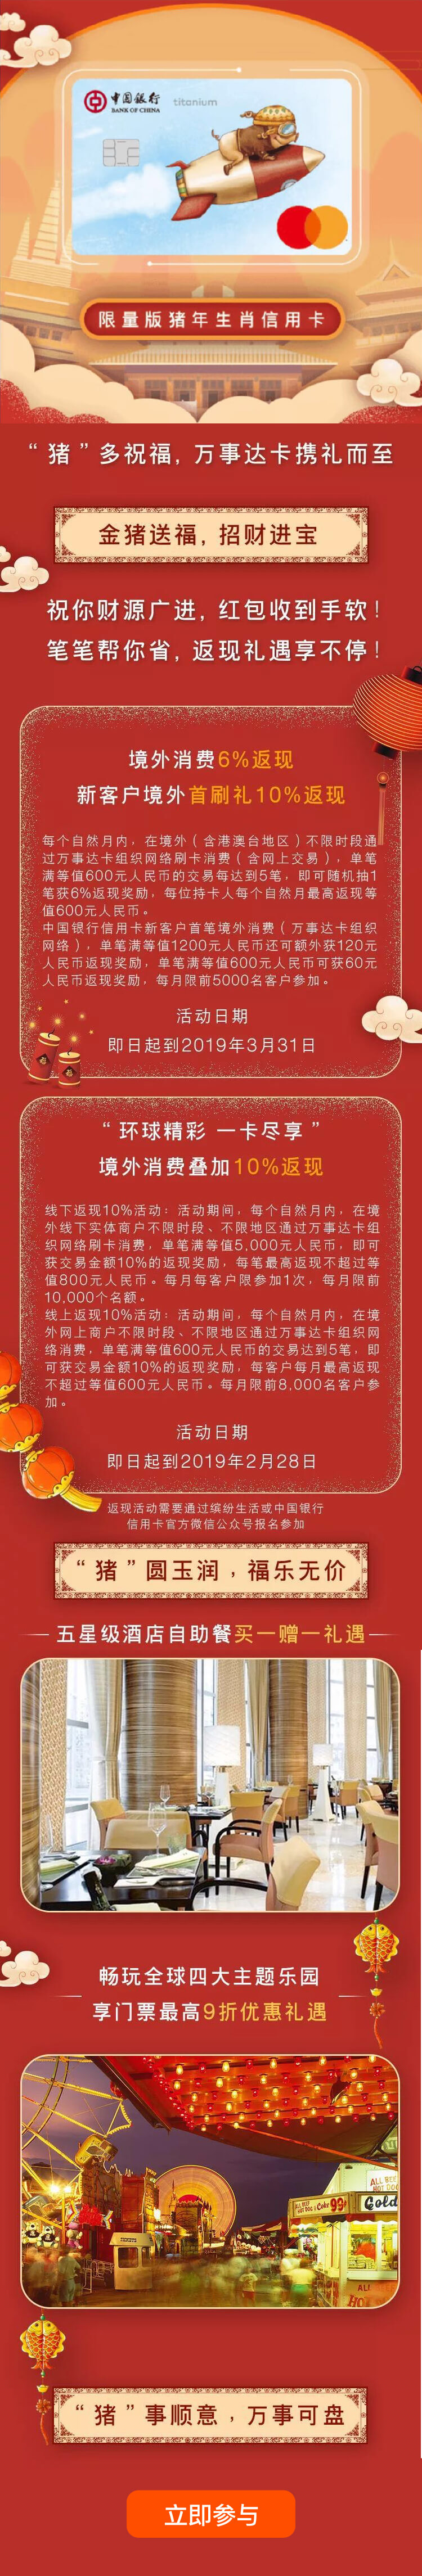 中国银行 titanium
BANK OF CHINA
限量版猪年生肖信用卡
“猪”多祝福，万事达卡携礼而至
金猪送福，招财进宝
祝你财源广进，红包收到手软！
笔笔帮你省，返现礼遇享不停！
境外消费6%返现
新客户境外首刷礼10%返现
每个自然月内，在境外（含港澳台地区）不限时段通
过万事达卡组织网络刷卡消费（含网上交易），单笔
满等值600元人民币的交易每达到5笔，即可随机抽1
笔获6%返现奖励，每位持卡人每个自然月最高返现等
值600元人民币。
中国银行信用卡新客户首笔境外消费（万事达卡组织
网络），单笔满等值1200元人民币还可额外获120元
人民币返现奖励，单笔满等值600元人民币可获60元
人民币返现奖励，每月限前5000名客户参加。
活动日期
即日起到2019年3月31日
“环球精彩 一卡尽享”
境外消费叠加10%返现
线下返现10%活动：活动期间，每个自然月内，在境
外线下实体商户不限时段、不限地区通过万事达卡组
织网络刷卡消费，单笔满等值5,000元人民币，即可
获交易金额10%的返现奖励，每笔最高返现不超过等
值800元人民币。每月每客户限参加1次，每月限前
10,000个名额。
线上返现10%活动：活动期间，每个自然月内，在境
外网上商户不限时段、不限地区通过万事达卡组织网
络消费，单笔满等值600元人民币的交易达到5笔，即
可获交易金额10%的返现奖励，每客户每月最高返现
不超过等值600元人民币。每月限前8,000名客户参
加。
活动日期
即日起到2019年2月28日
返现活动需要通过缤纷生活或中国银行
信用卡官方微信公众号报名参加
“猪”圆玉润，福乐无价
五星级酒店自助餐买一赠一礼遇
畅玩全球四大主题乐园
享门票最高9折优惠礼遇
ALL BEEF
HOT DOG
Coke 99¢
Gold
“猪”事顺意，万事可盘
立即参与